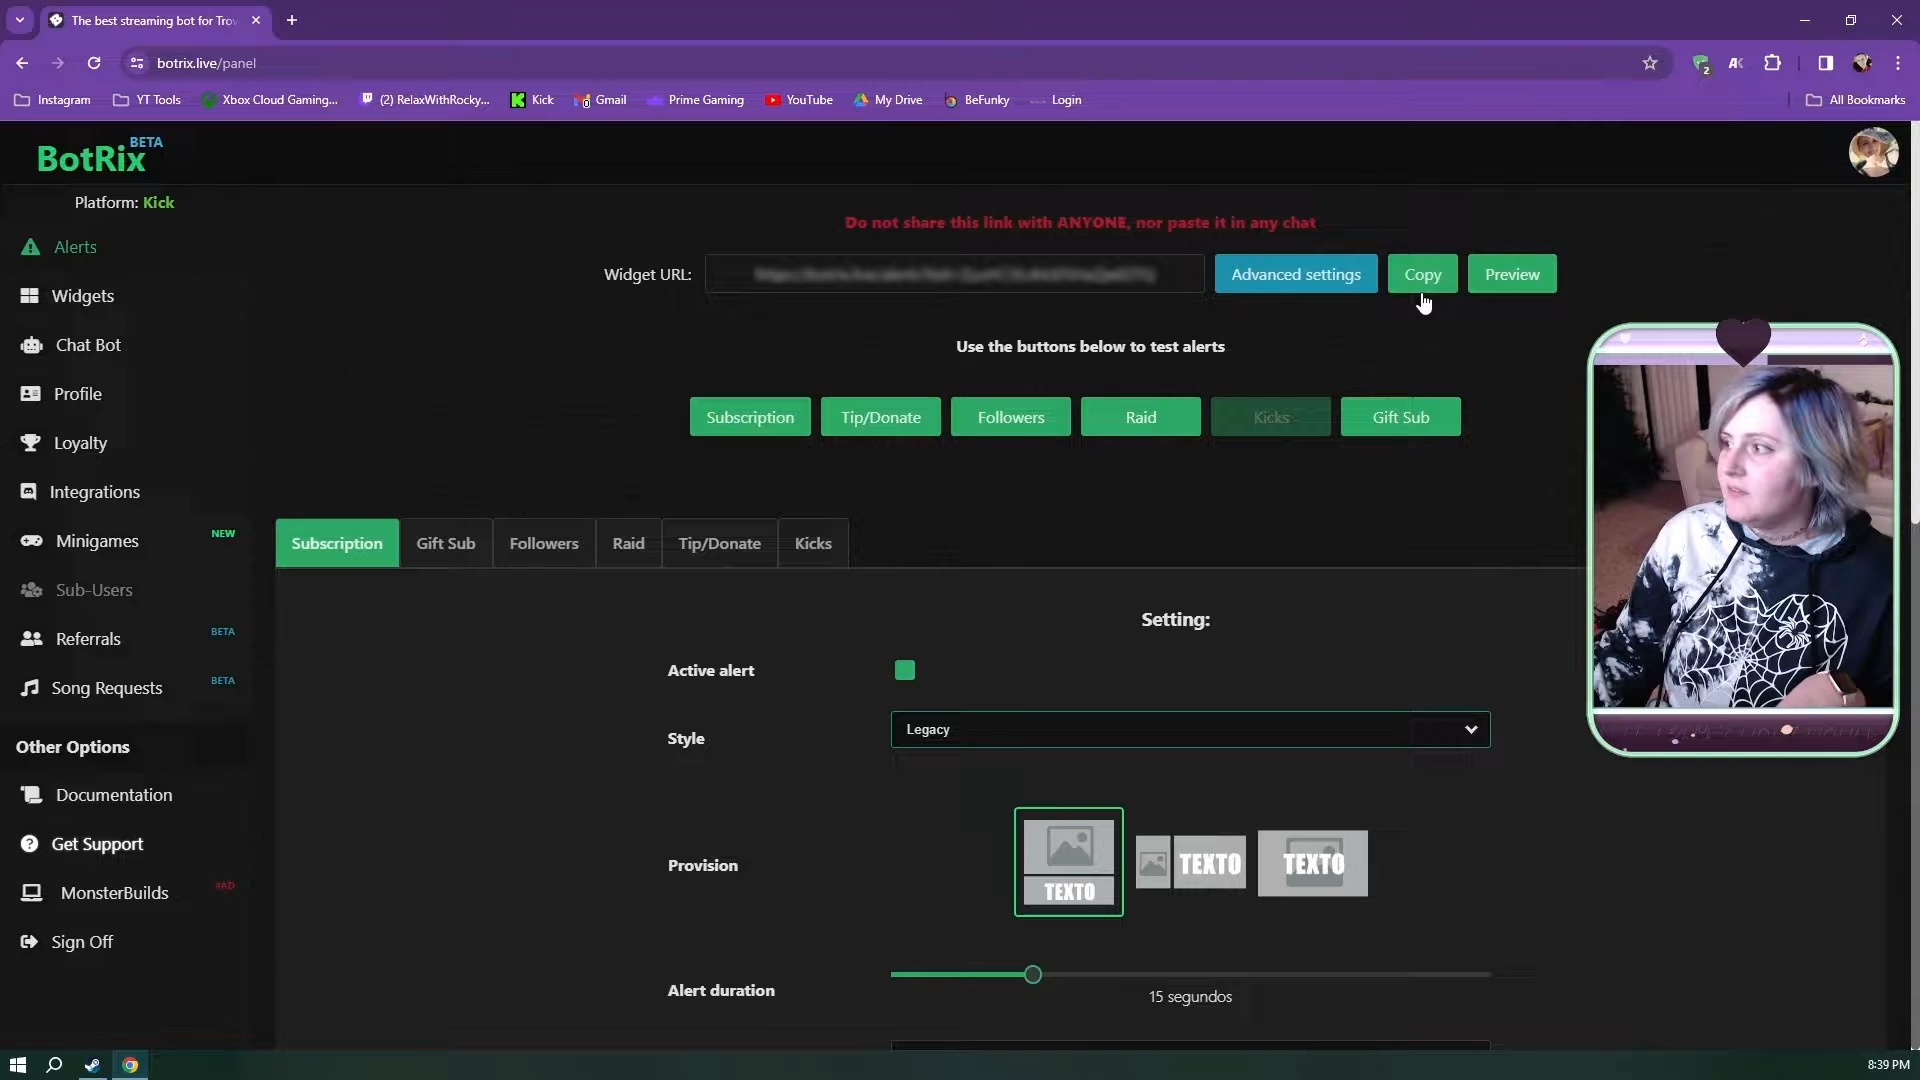 The best streaming bot for Trov
botrix.live/panel
2
Instagram
YT Tools
Xbox Cloud Gaming...
(2) RelaxWithRocky...
Kick
Gmail
Prime Gaming
YouTube
My Drive
BeFunky
Login
All Bookmarks
BotRix BETA
Platform: Kick
Alerts
Widgets
Chat Bot
Profile
Loyalty
Integrations
Minigames NEW
Sub-Users
Referrals BETA
Song Requests BETA
Other Options
Documentation
Get Support
MonsterBuilds #AD
Sign Off
Do not share this link with ANYONE, nor paste it in any chat
Widget URL:
Advanced settings
Copy
Preview
Use the buttons below to test alerts
Subscription
Tip/Donate
Followers
Raid
Kicks
Gift Sub
Subscription
Gift Sub
Followers
Raid
Tip/Donate
Kicks
Setting:
Active alert
Style
Legacy
Provision
TEXTO
TEXTO
TEXTO
Alert duration
15 segundos
8:39 PM